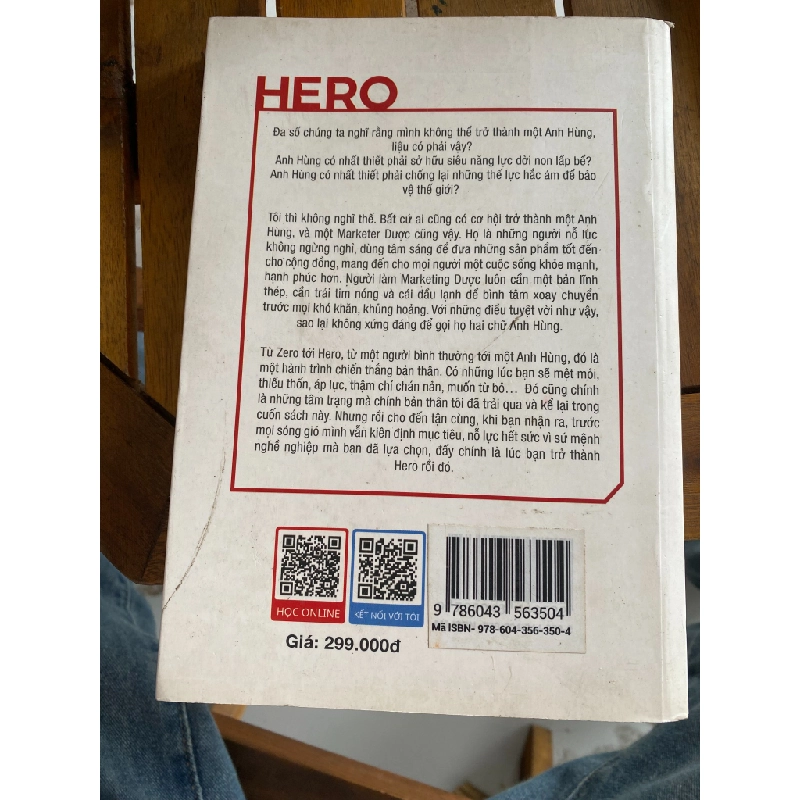 HERO
Đa số chúng ta nghĩ rằng mình không thể trở thành một Anh Hùng,
liệu có phải vậy?
Anh Hùng có nhất thiết phải sở hữu siêu năng lực dời non lấp bể?
Anh Hùng có nhất thiết phải chống lại những thế lực hắc ám để bảo
vệ thế giới?
Tôi thì không nghĩ thế. Bất cứ ai cũng có cơ hội trở thành một Anh
Hùng, và một Marketer Dược cũng vậy. Họ là những người nỗ lực
không ngừng nghỉ, dùng tâm sáng để đưa những sản phẩm tốt đến
cho cộng đồng, mang đến cho mọi người một cuộc sống khỏe mạnh,
hạnh phúc hơn. Người làm Marketing Dược luôn cần một bản lĩnh
thép, cần trái tim nóng và cái đầu lạnh để bình tâm xoay chuyển
trước mọi khó khăn, khủng hoảng. Với những điều tuyệt vời như vậy,
sao lại không xứng đáng để gọi họ hai chữ Anh Hùng.
Từ Zero tới Hero, từ một người bình thường tới một Anh Hùng, đó là
một hành trình chiến thắng bản thân. Có những lúc bạn sẽ mệt mỏi,
thiếu thốn, áp lực, thậm chí chán nản, muốn từ bỏ... Đó cũng chính
là những tâm trạng mà chính bản thân tôi đã trải qua và kể lại trong
cuốn sách này. Nhưng rồi cho đến tận cùng, khi bạn nhận ra, trước
mọi sóng gió mình vẫn kiên định mục tiêu, nỗ lực hết sức vì sứ mệnh
nghề nghiệp mà bạn đã lựa chọn, đấy chính là lúc bạn trở thành
Hero rồi đó.
HỌC ONLINE
KẾT NỐI VỚI TÔI
Giá: 299.000đ
9 786043 563504
Mã ISBN- 978-604-356-350-4